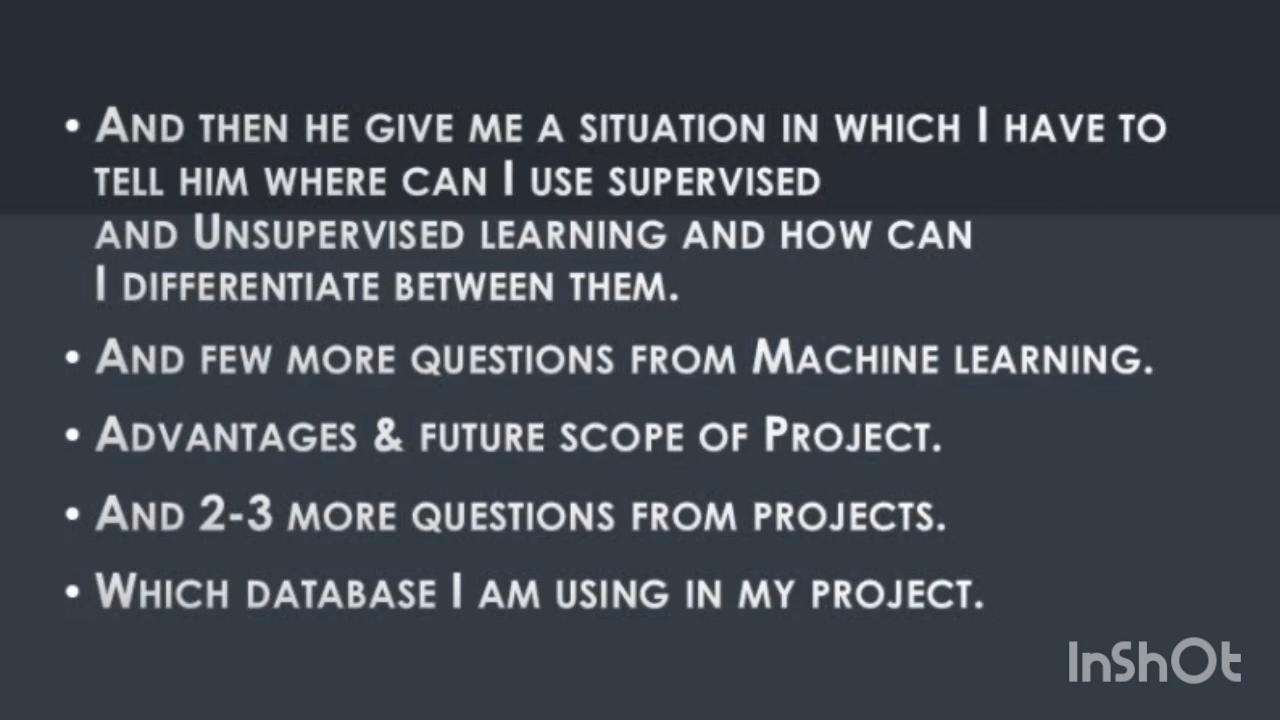 • And then he give me a situation in which I have to
tell him where can I use supervised
and Unsupervised learning and how can
I differentiate between them.
• And few more questions from Machine learning.
• Advantages & future scope of Project.
• And 2-3 more questions from projects.
• Which database I am using in my project.
InShOt